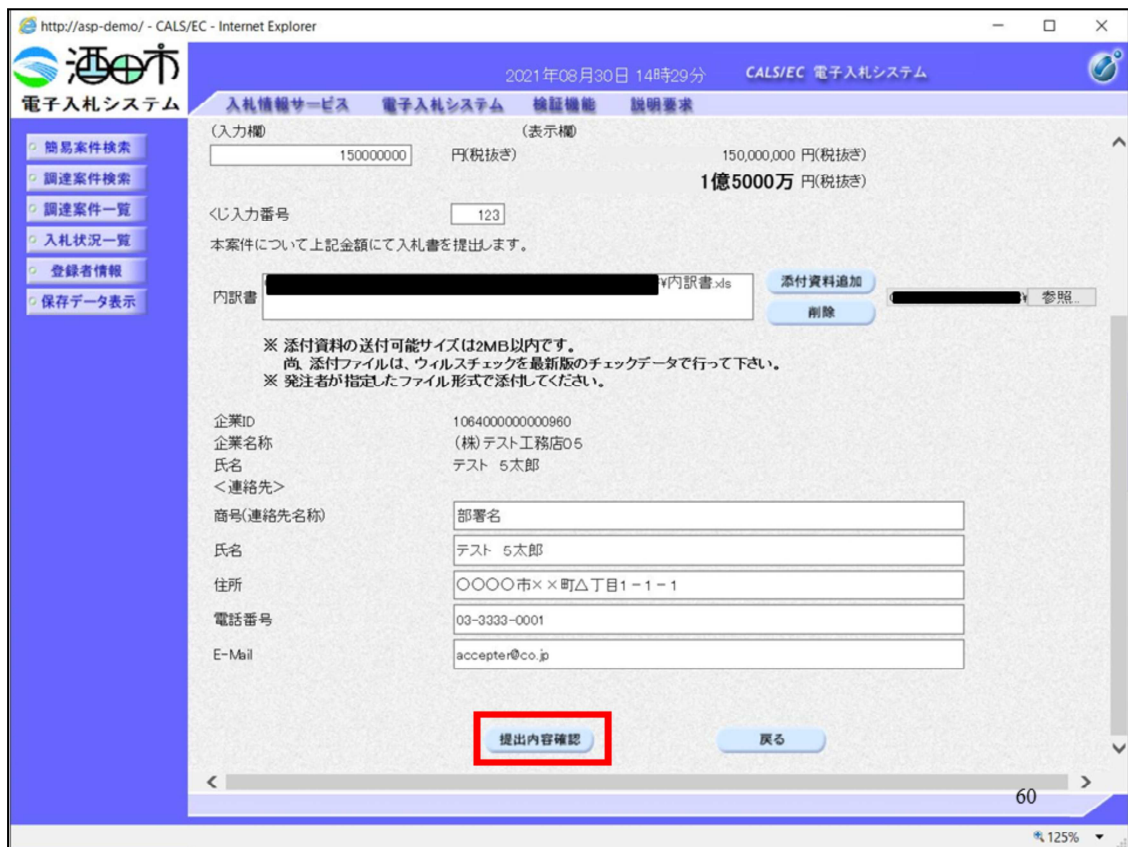 http://asp-demo/ - CALS/EC - Internet Explorer
酒田市
電子入札システム
2021年08月30日 14時29分 CALS/EC 電子入札システム
入札情報サービス 電子入札システム 検証機能 説明要求
簡易案件検索
調達案件検索
調達案件一覧
入札状況一覧
登録者情報
保存データ表示
(入力欄) (表示欄)
150000000 円(税抜き) 150,000,000 円(税抜き)
1億5000万 円(税抜き)
くじ入力番号 123
本案件について上記金額にて入札書を提出します。
内訳書 ¥内訳書.xls 添付資料追加 参照...
削除
※ 添付資料の送付可能サイズは2MB以内です。
尚、添付ファイルは、ウィルスチェックを最新版のチェックデータで行って下さい。
※ 発注者が指定したファイル形式で添付してください。
企業ID 1064000000000960
企業名称 (株)テスト工務店05
氏名 テスト 5太郎
<連絡先>
商号(連絡先名称) 部署名
氏名 テスト 5太郎
住所 〇〇〇〇市××町△丁目1-1-1
電話番号 03-3333-0001
E-Mail accepter@co.jp
提出内容確認 戻る
60
125%